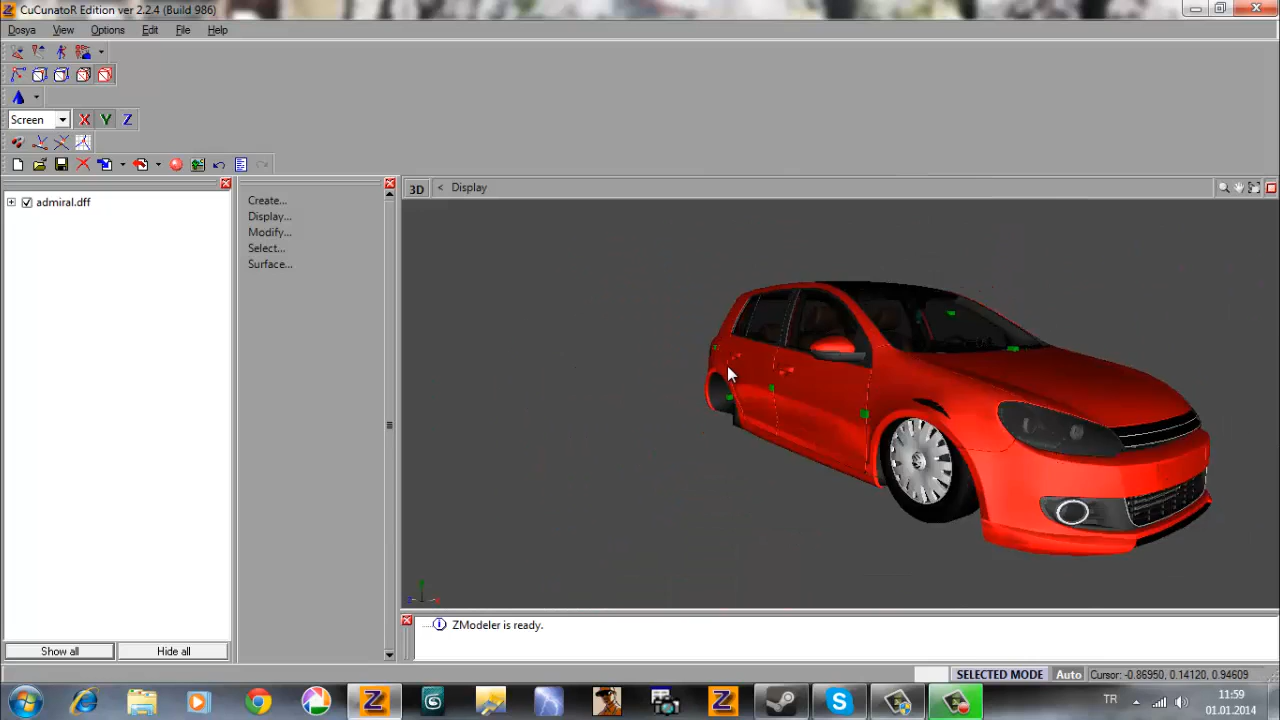 CuCunatoR Edition ver 2.2.4 (Build 986)
Dosya View Options Edit File Help
Screen X Y Z
admiral.dff
Create...
Display...
Modify...
Select...
Surface...
3D < Display
ZModeler is ready.
Show all Hide all
SELECTED MODE Auto Cursor: -0.86950, 0.14120, 0.94609
TR 11:59
01.01.2014